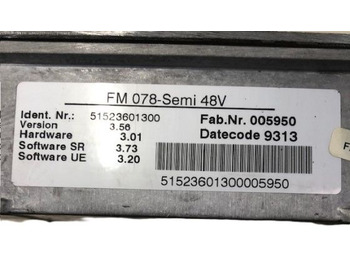 FM 078-Semi 48V
Ident. Nr.: 51523601300
Version 3.56
Hardware 3.01
Software SR 3.73
Software UE 3.20
Fab.Nr. 005950
Datecode 9313
51523601300005950